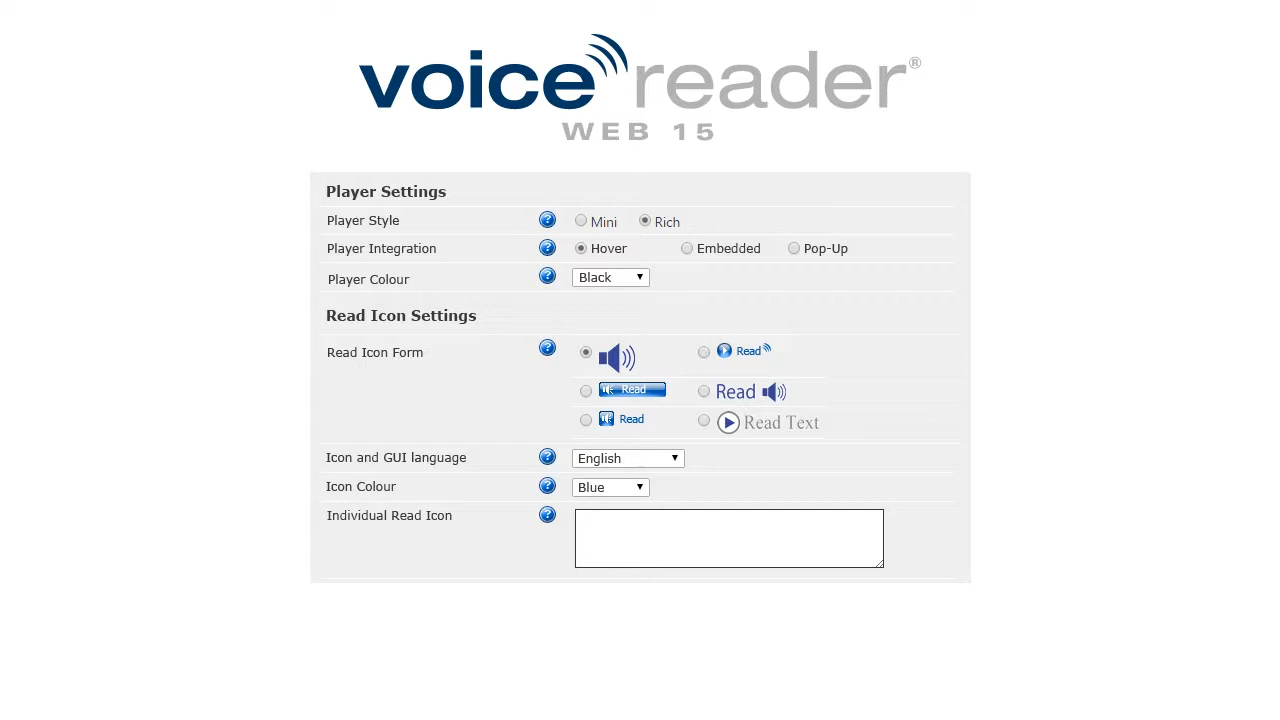 voice reader®
WEB 15
Player Settings
Player Style ? Mini Rich
Player Integration ? Hover Embedded Pop-Up
Player Colour ? Black
Read Icon Settings
Read Icon Form ? Read
Read Read
Read Read Text
Icon and GUI language ? English
Icon Colour ? Blue
Individual Read Icon ?